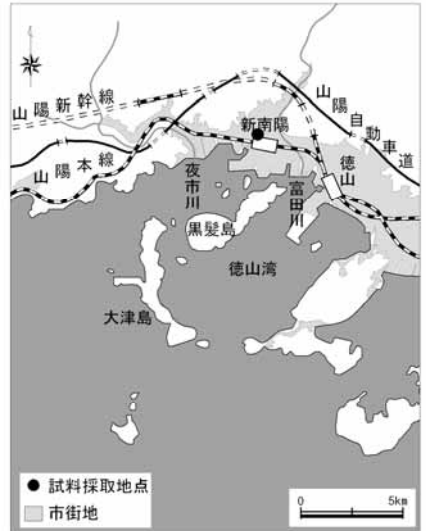 山陽新幹線
山陽自動車道
新南陽
徳山
山陽本線
夜市川
富田川
黒髪島
徳山湾
大津島
● 試料採取地点
市街地
0 5km